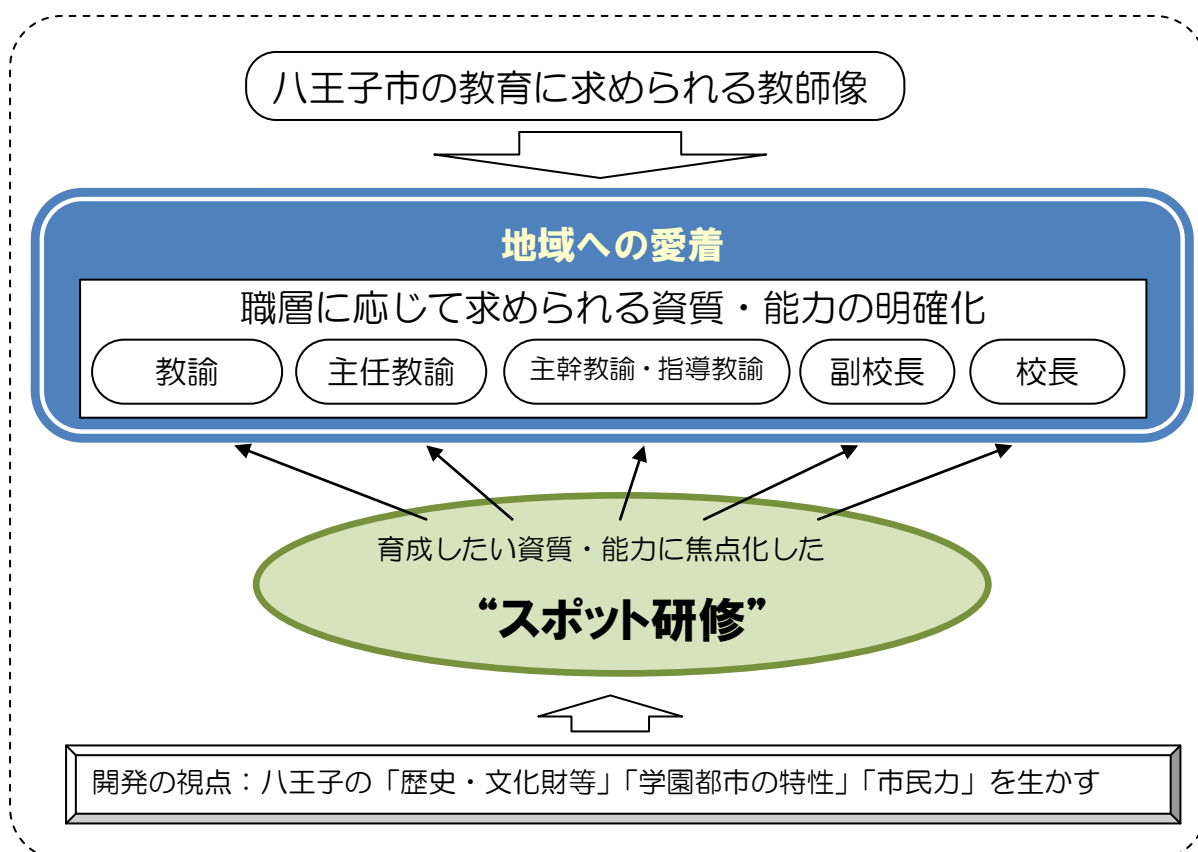 八王子市の教育に求められる教師像
地域への愛着
職層に応じて求められる資質・能力の明確化
教諭
主任教諭
主幹教諭・指導教諭
副校長
校長
育成したい資質・能力に焦点化した
“スポット研修”
開発の視点：八王子の「歴史・文化財等」「学園都市の特性」「市民力」を生かす